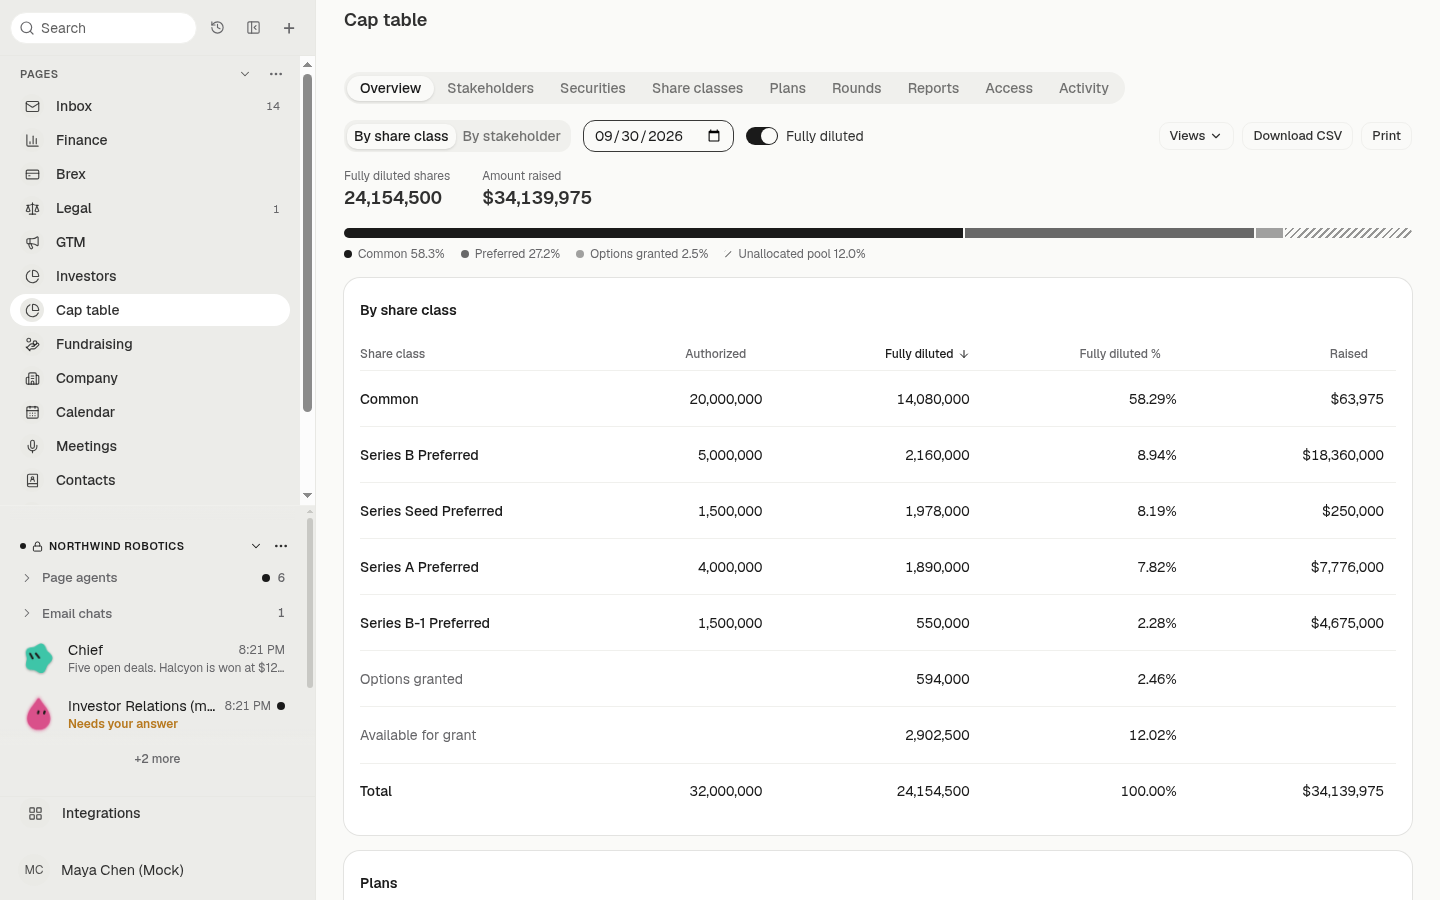 Search
PAGES
Inbox 14
Finance
Brex
Legal 1
GTM
Investors
Cap table
Fundraising
Company
Calendar
Meetings
Contacts
NORTHWIND ROBOTICS
Page agents 6
Email chats 1
Chief 8:21 PM
Five open deals. Halcyon is won at $12...
Investor Relations (m... 8:21 PM
Needs your answer
+2 more
Integrations
MC Maya Chen (Mock)
Cap table
Overview Stakeholders Securities Share classes Plans Rounds Reports Access Activity
By share class By stakeholder 09/30/2026 Fully diluted Views Download CSV Print
Fully diluted shares Amount raised
24,154,500 $34,139,975
Common 58.3% Preferred 27.2% Options granted 2.5% Unallocated pool 12.0%
By share class
Share class Authorized Fully diluted ↓ Fully diluted % Raised
Common 20,000,000 14,080,000 58.29% $63,975
Series B Preferred 5,000,000 2,160,000 8.94% $18,360,000
Series Seed Preferred 1,500,000 1,978,000 8.19% $250,000
Series A Preferred 4,000,000 1,890,000 7.82% $7,776,000
Series B-1 Preferred 1,500,000 550,000 2.28% $4,675,000
Options granted 594,000 2.46%
Available for grant 2,902,500 12.02%
Total 32,000,000 24,154,500 100.00% $34,139,975
Plans